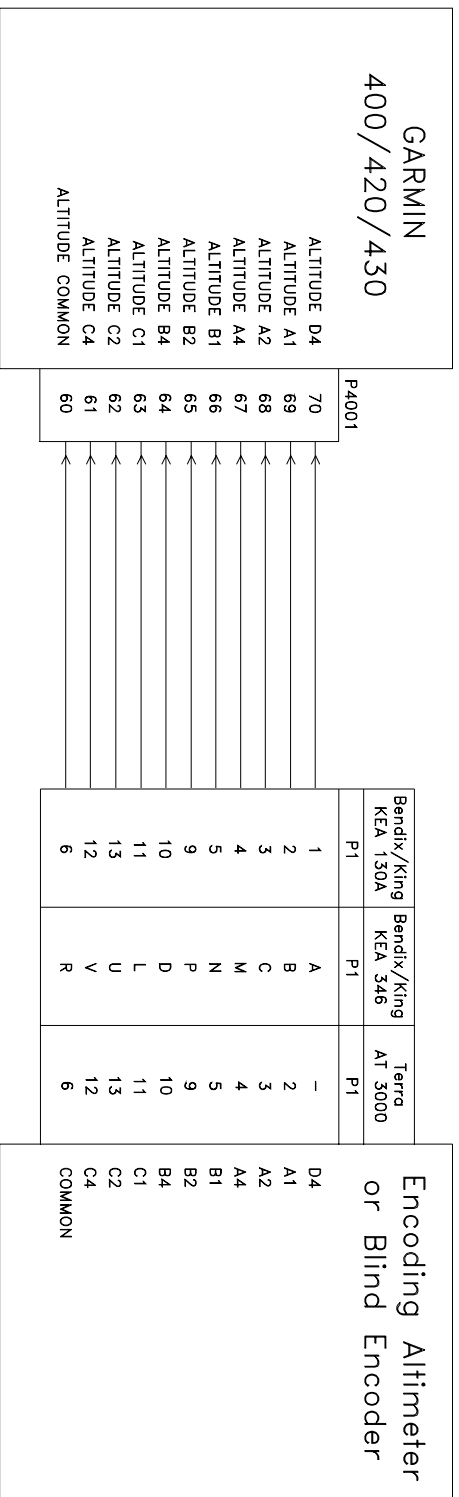 GARMIN
400/420/430
ALTITUDE D4
ALTITUDE A1
ALTITUDE A2
ALTITUDE A4
ALTITUDE B1
ALTITUDE B2
ALTITUDE B4
ALTITUDE C1
ALTITUDE C2
ALTITUDE C4
ALTITUDE COMMON
P4001
70
69
68
67
66
65
64
63
62
61
60
Bendix/King
KEA 130A
P1
1
2
3
4
5
9
10
11
13
12
6
Bendix/King
KEA 346
P1
A
B
C
M
N
P
D
L
U
V
R
Terra
AT 3000
P1
-
2
3
4
5
9
10
11
13
12
6
Encoding Altimeter
or Blind Encoder
D4
A1
A2
A4
B1
B2
B4
C1
C2
C4
COMMON